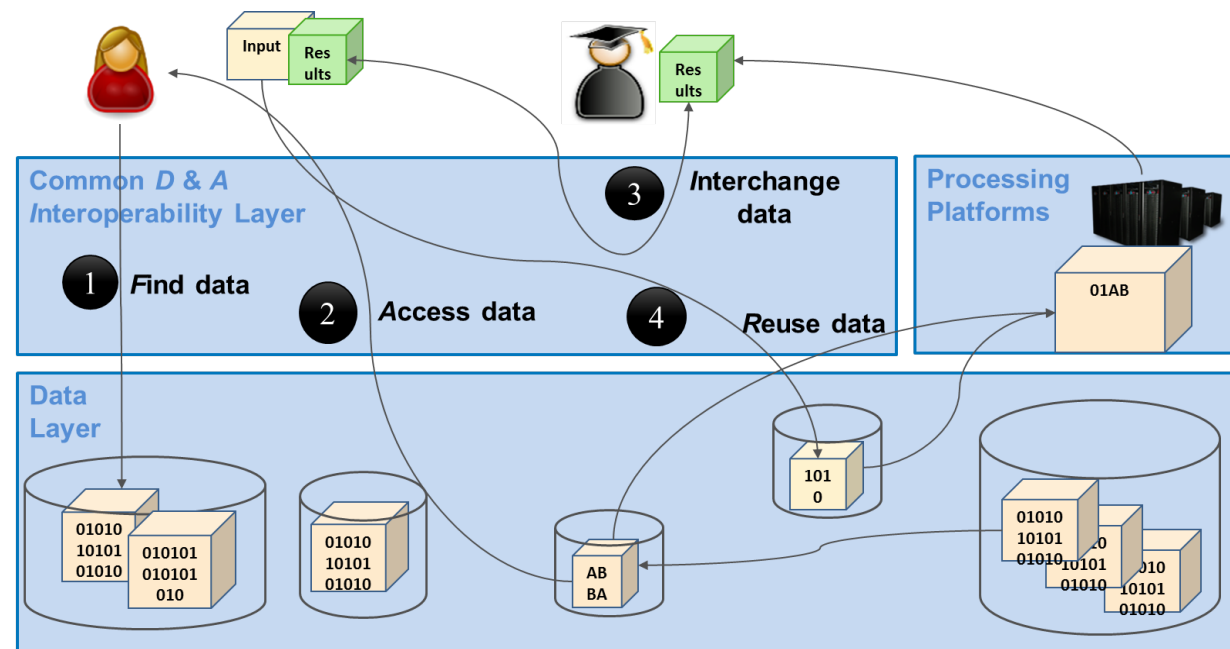 Input
Res
ults
Res
ults
Common D & A
Interoperability Layer
3
Interchange
data
Processing
Platforms
1
Find data
2
Access data
4
Reuse data
01AB
Data
Layer
01010
10101
01010
010101
010101
010
01010
10101
01010
AB
BA
101
0
01010
10101
01010
10101
01010
10101
01010